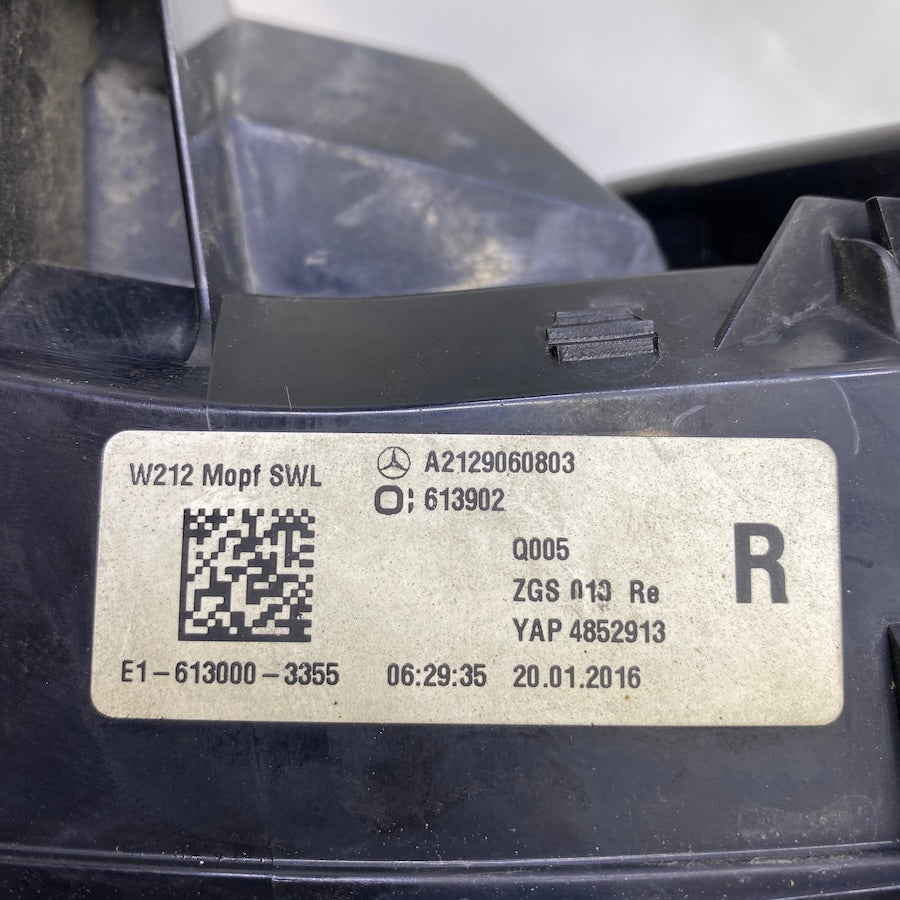 W212 Mopf SWL
A2129060803
613902
Q005
ZGS 013 Re
YAP 4852913
R
E1-613000-3355 06:29:35 20.01.2016